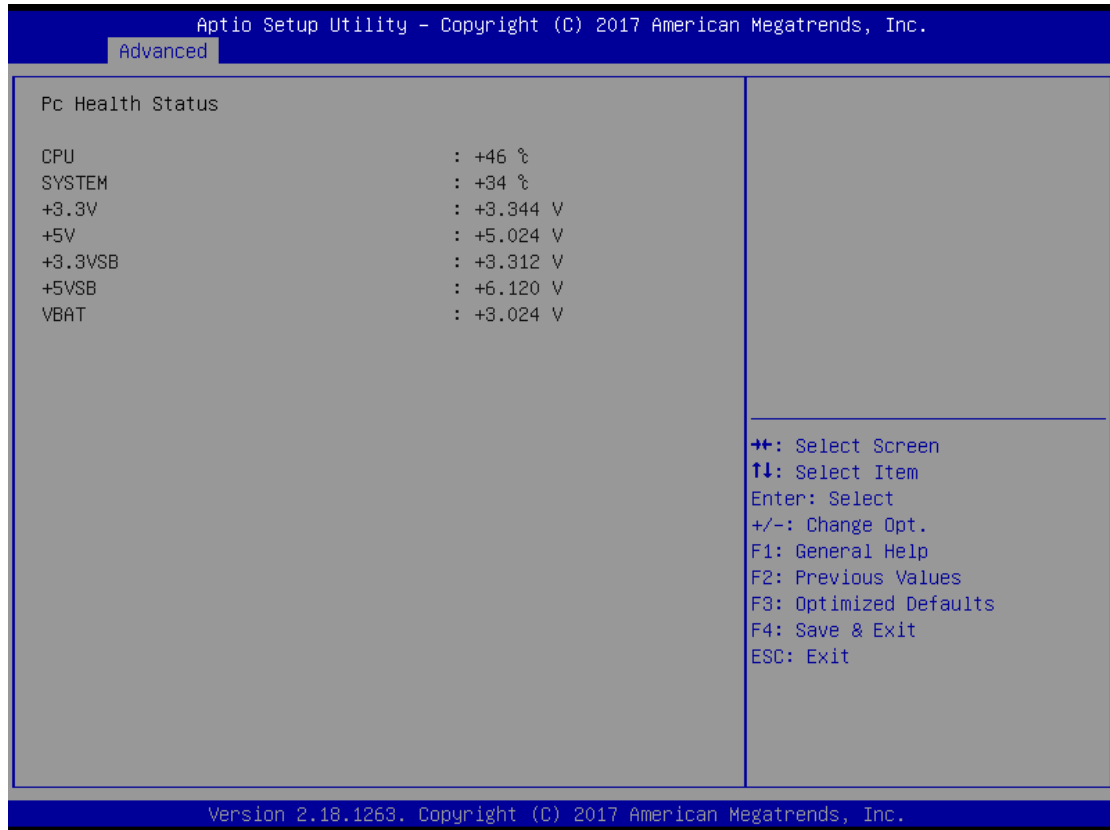 Aptio Setup Utility – Copyright (C) 2017 American Megatrends, Inc.
Advanced
Pc Health Status
CPU : +46 ℃
SYSTEM : +34 ℃
+3.3V : +3.344 V
+5V : +5.024 V
+3.3VSB : +3.312 V
+5VSB : +6.120 V
VBAT : +3.024 V
→←: Select Screen
↑↓: Select Item
Enter: Select
+/-: Change Opt.
F1: General Help
F2: Previous Values
F3: Optimized Defaults
F4: Save & Exit
ESC: Exit
Version 2.18.1263. Copyright (C) 2017 American Megatrends, Inc.